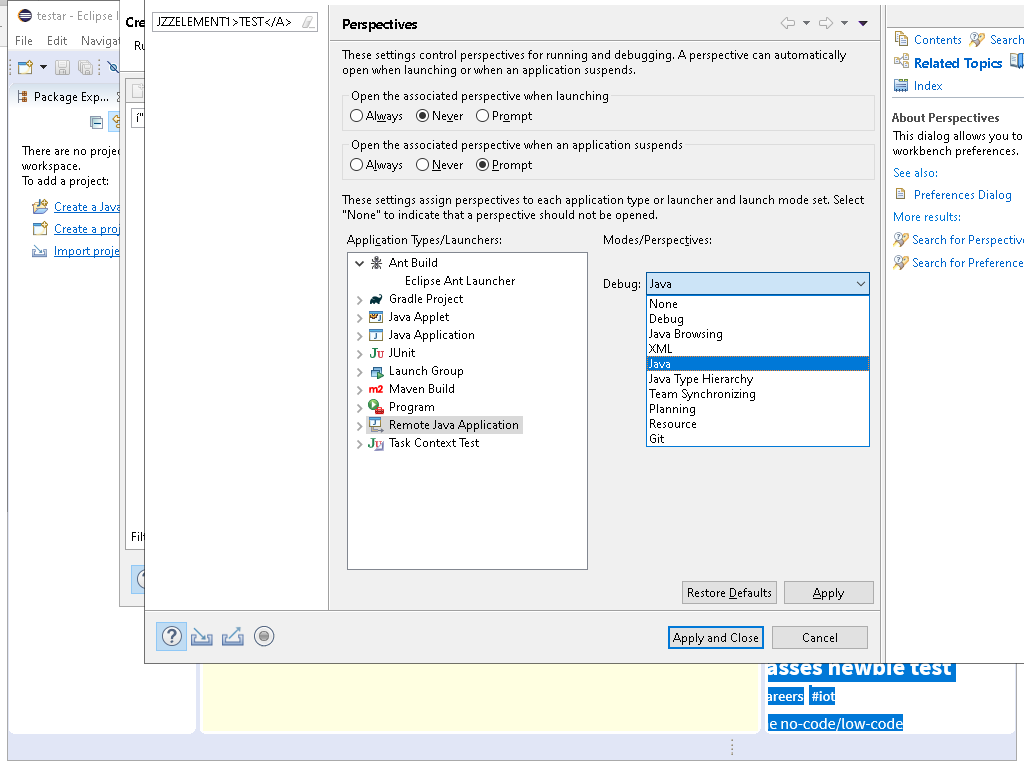 testar - Eclipse
File Edit Naviga
Package Exp...
There are no proje
workspace.
To add a project:
Create a Java
Create a proj
Import proje
Cre
Ru
Filt
JZZELEMENT1>TEST</A>
Perspectives
These settings control perspectives for running and debugging. A perspective can automatically
open when launching or when an application suspends.
Open the associated perspective when launching
Always Never Prompt
Open the associated perspective when an application suspends
Always Never Prompt
These settings assign perspectives to each application type or launcher and launch mode set. Select
"None" to indicate that a perspective should not be opened.
Application Types/Launchers:
Modes/Perspectives:
Ant Build
Eclipse Ant Launcher
Gradle Project
Java Applet
Java Application
JUnit
Launch Group
Maven Build
Program
Remote Java Application
Task Context Test
Debug: Java
None
Debug
Java Browsing
XML
Java
Java Type Hierarchy
Team Synchronizing
Planning
Resource
Git
Restore Defaults Apply
Apply and Close Cancel
Contents Search
Related Topics
Index
About Perspectives
This dialog allows you to
workbench preferences.
See also:
Preferences Dialog
More results:
Search for Perspective
Search for Preference
asses newbie test
areers #iot
e no-code/low-code